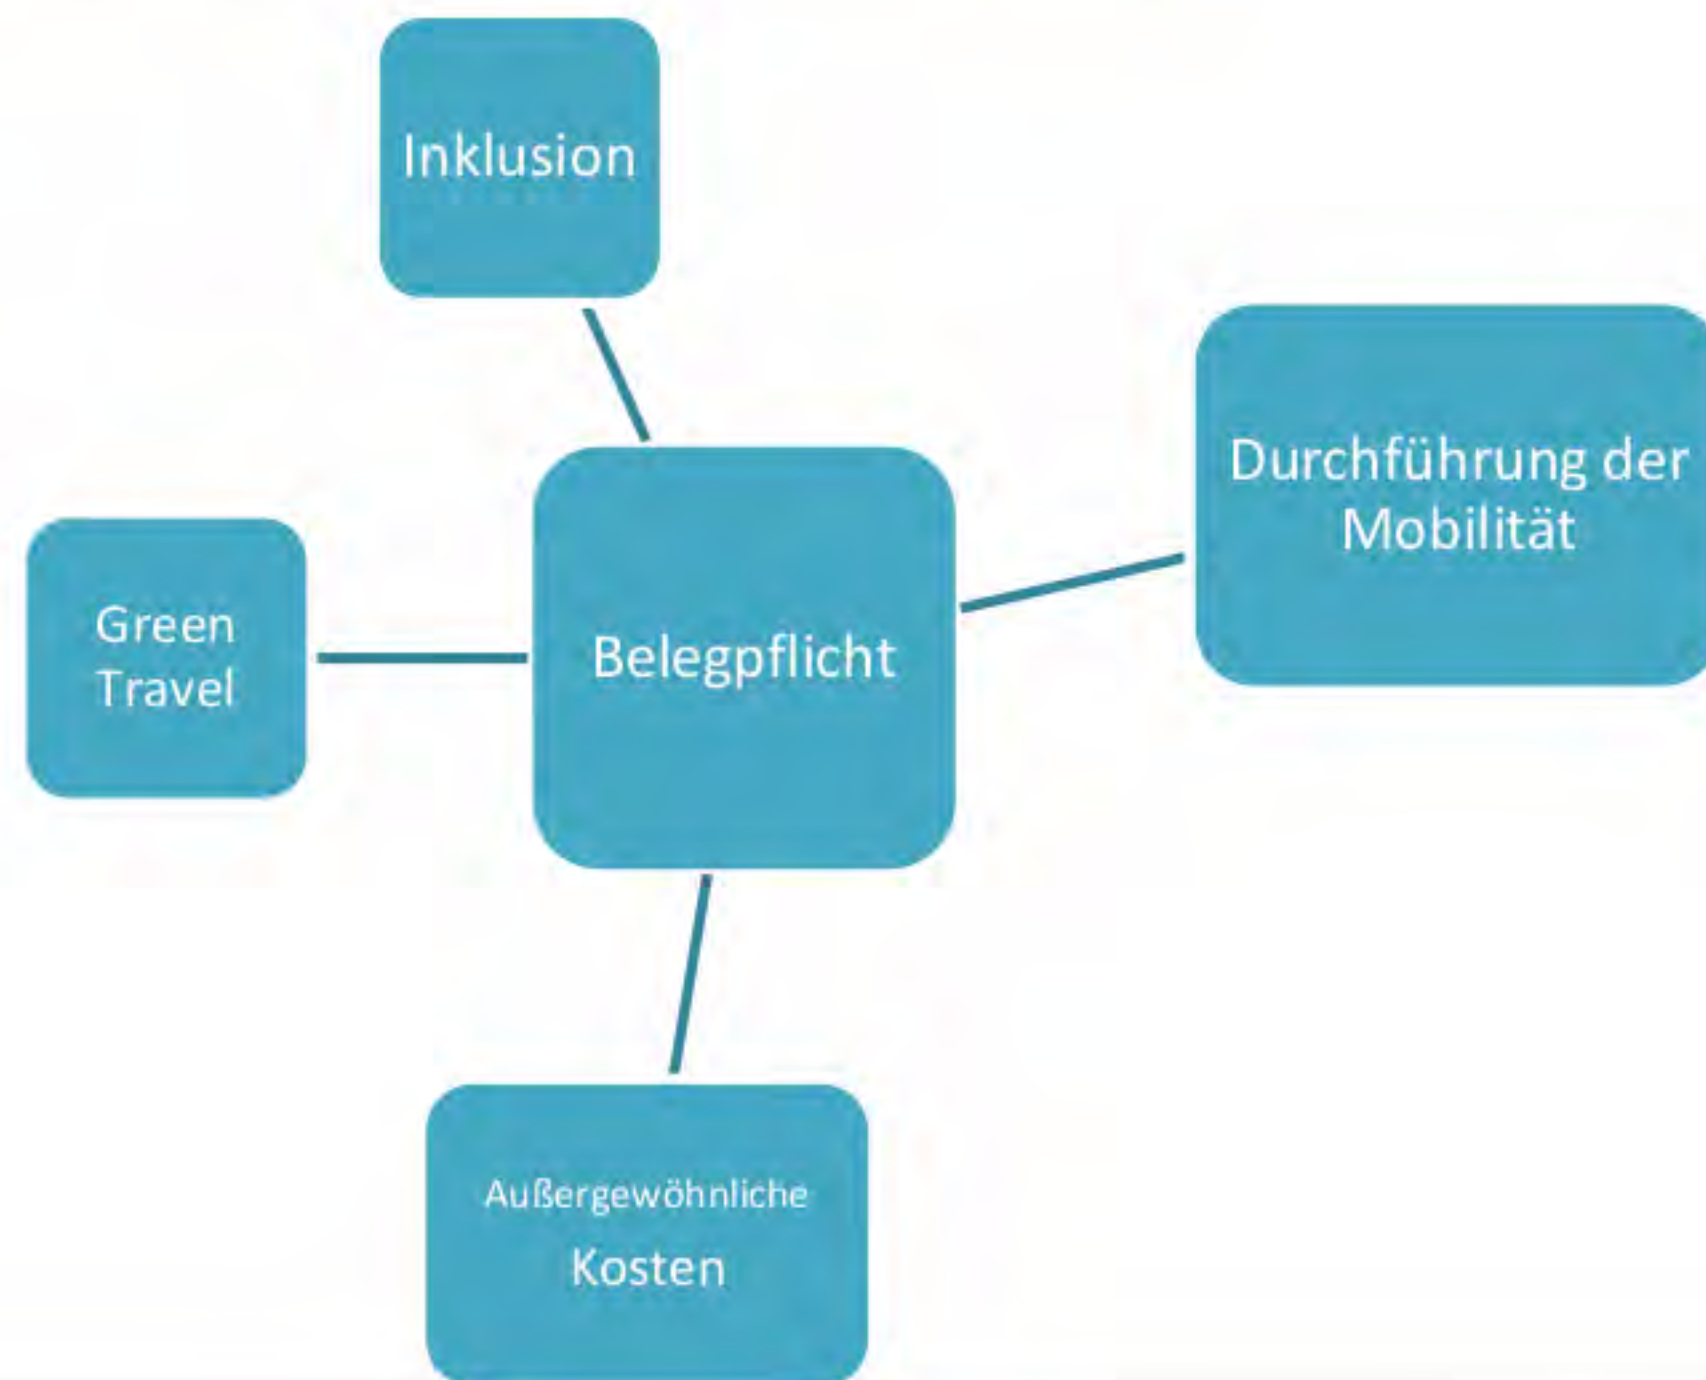 Inklusion
Durchführung der
Mobilität
Green
Travel
Belegpflicht
Außergewöhnliche
Kosten